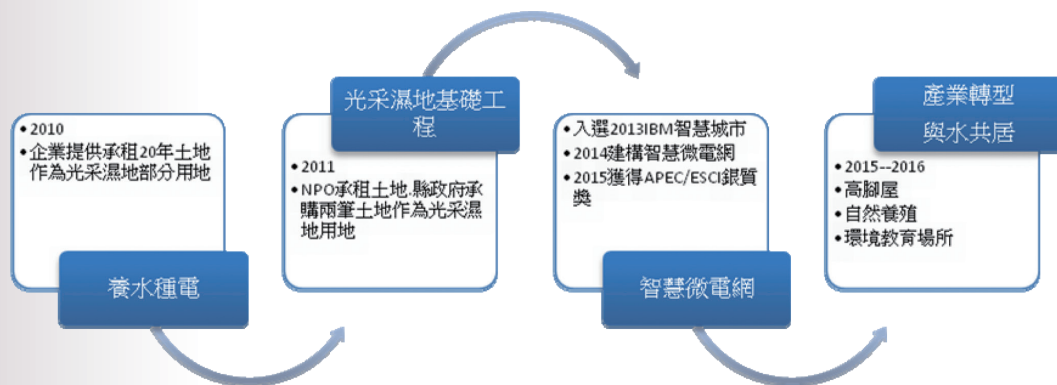 • 2010
• 企業提供承租20年土地
作為光采濕地部分用地
養水種電
光采濕地基礎工
程
• 2011
• NPO承租土地.縣政府承
購兩筆土地作為光采濕
地用地
• 入選2013IBM智慧城市
• 2014建構智慧微電網
• 2015獲得APEC/ESCI銀質
獎
智慧微電網
產業轉型
與水共居
• 2015--2016
• 高腳屋
• 自然養殖
• 環境教育場所